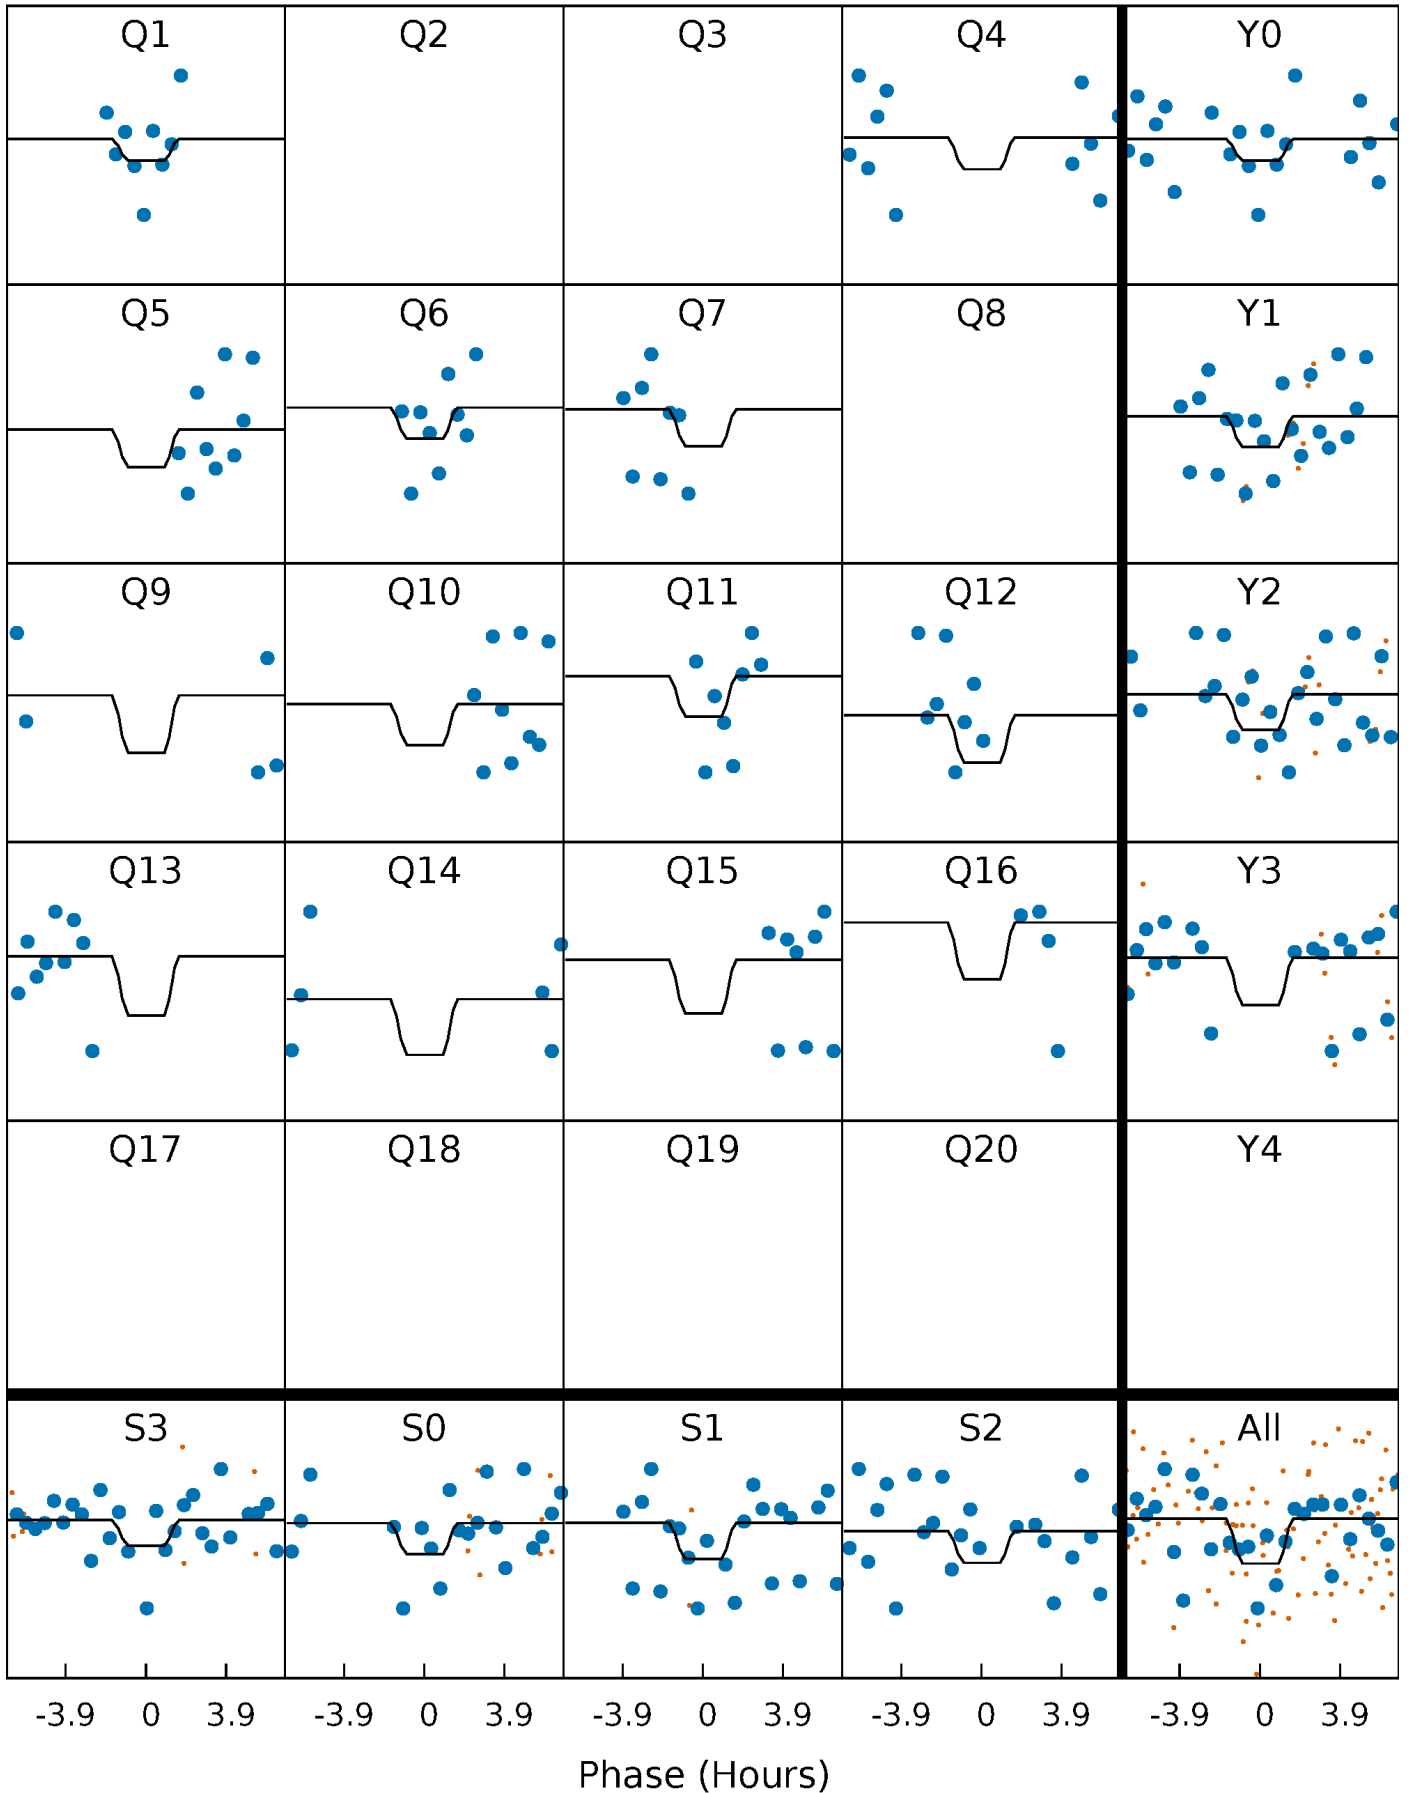 Q1 Q2 Q3 Q4 Y0
Q5 Q6 Q7 Q8 Y1
Q9 Q10 Q11 Q12 Y2
Q13 Q14 Q15 Q16 Y3
Q17 Q18 Q19 Q20 Y4
S3 S0 S1 S2 All
-3.9 0 3.9 -3.9 0 3.9 -3.9 0 3.9 -3.9 0 3.9 -3.9 0 3.9
Phase (Hours)